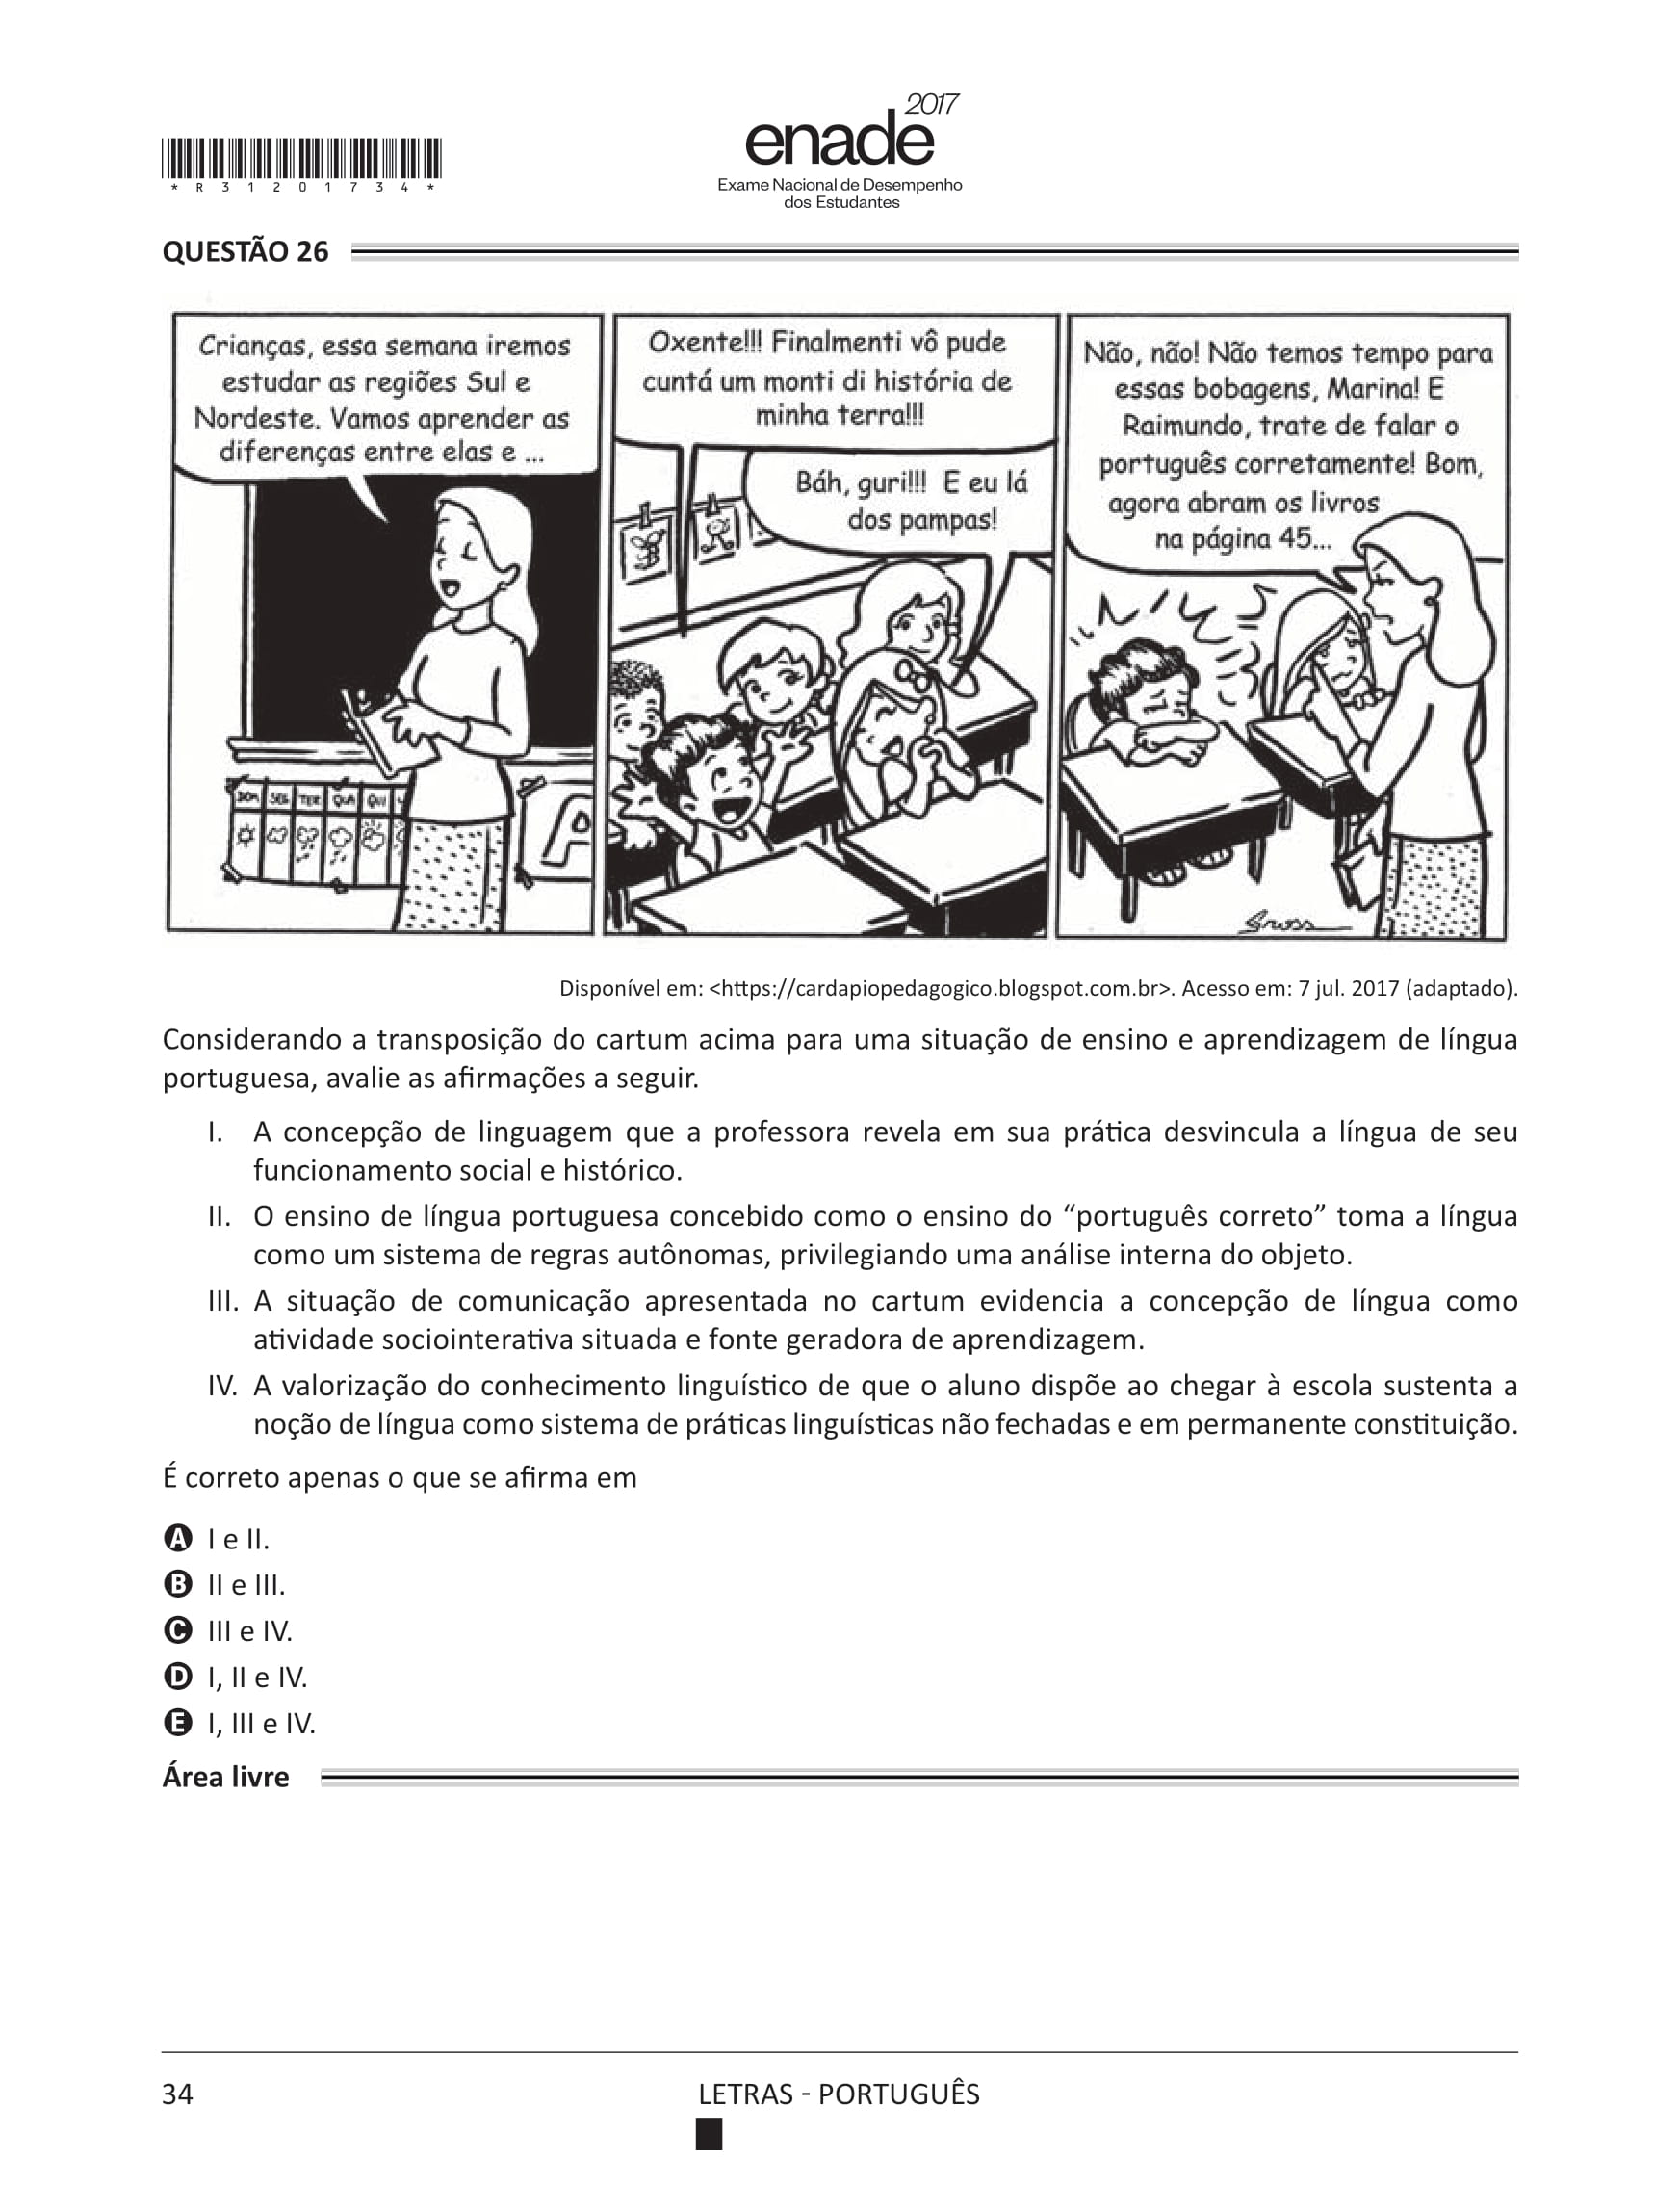 2017
enade
Exame Nacional de Desempenho
dos Estudantes
* R 3 1 2 0 1 7 3 4 *
QUESTÃO 26
Crianças, essa semana iremos
estudar as regiões Sul e
Nordeste. Vamos aprender as
diferenças entre elas e ...
DOM SEG TER QUA QUI
A
Oxente!!! Finalmenti vô pude
cuntá um monti di história de
minha terra!!!
Báh, guri!!! E eu lá
dos pampas!
Não, não! Não temos tempo para
essas bobagens, Marina! E
Raimundo, trate de falar o
português corretamente! Bom,
agora abram os livros
na página 45...
Disponível em: <https://cardapiopedagogico.blogspot.com.br>. Acesso em: 7 jul. 2017 (adaptado).
Considerando a transposição do cartum acima para uma situação de ensino e aprendizagem de língua
portuguesa, avalie as afirmações a seguir.
I. A concepção de linguagem que a professora revela em sua prática desvincula a língua de seu
funcionamento social e histórico.
II. O ensino de língua portuguesa concebido como o ensino do “português correto” toma a língua
como um sistema de regras autônomas, privilegiando uma análise interna do objeto.
III. A situação de comunicação apresentada no cartum evidencia a concepção de língua como
atividade sociointerativa situada e fonte geradora de aprendizagem.
IV. A valorização do conhecimento linguístico de que o aluno dispõe ao chegar à escola sustenta a
noção de língua como sistema de práticas linguísticas não fechadas e em permanente constituição.
É correto apenas o que se afirma em
A I e II.
B II e III.
C III e IV.
D I, II e IV.
E I, III e IV.
Área livre
34
LETRAS - PORTUGUÊS